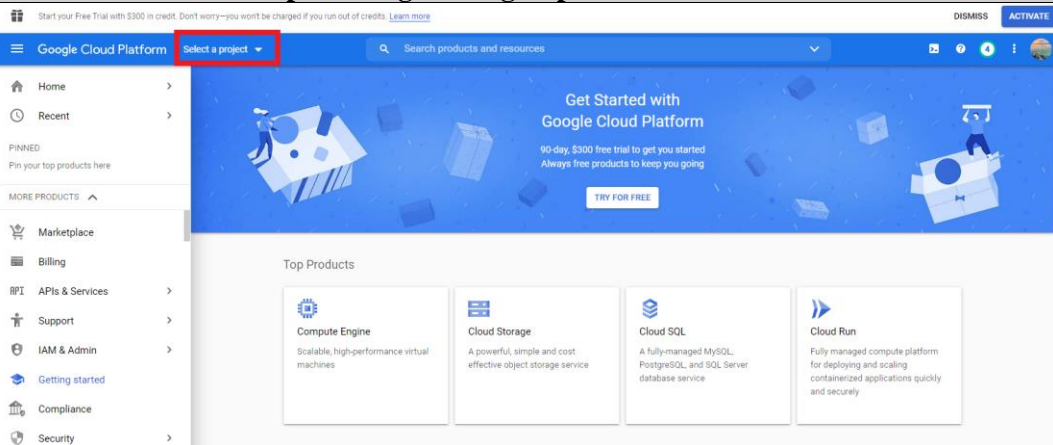 Start your Free Trial with $300 in credit. Don't worry—you won't be charged if you run out of credits. Learn more
DISMISS
ACTIVATE
Google Cloud Platform
Select a project
Search products and resources
4
Home
Recent
PINNED
Pin your top products here
MORE PRODUCTS
Marketplace
Billing
API
APIs & Services
Support
IAM & Admin
Getting started
Compliance
Security
Get Started with
Google Cloud Platform
90-day, $300 free trial to get you started
Always free products to keep you going
TRY FOR FREE
Top Products
Compute Engine
Scalable, high-performance virtual
machines
Cloud Storage
A powerful, simple and cost
effective object storage service
Cloud SQL
A fully-managed MySQL,
PostgreSQL, and SQL Server
database service
Cloud Run
Fully managed compute platform
for deploying and scaling
containerized applications quickly
and securely